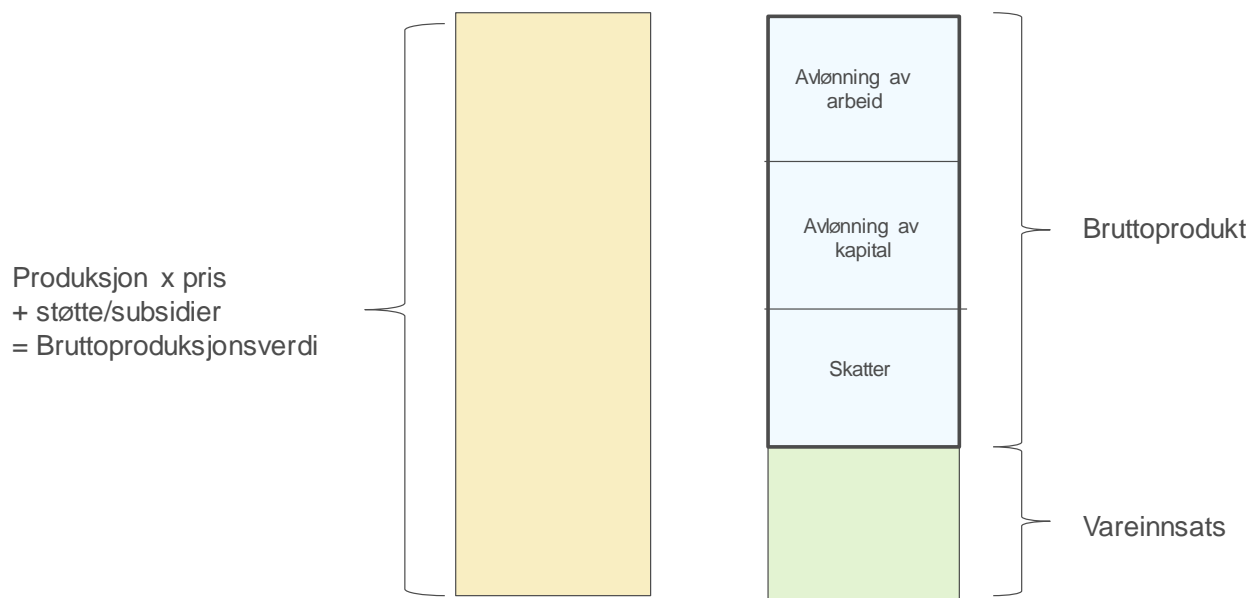 Produksjon x pris
+ støtte/subsidier
= Bruttoproduksjonsverdi
Avlønning av
arbeid
Avlønning av
kapital
Skatter
Bruttoprodukt
Vareinnsats